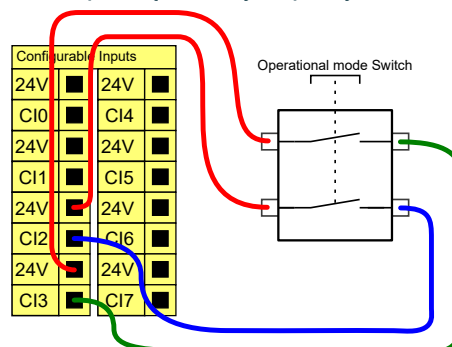 Configurable Inputs
Operational mode Switch
24V 24V
CI0 CI4
24V 24V
CI1 CI5
24V 24V
CI2 CI6
24V 24V
CI3 CI7